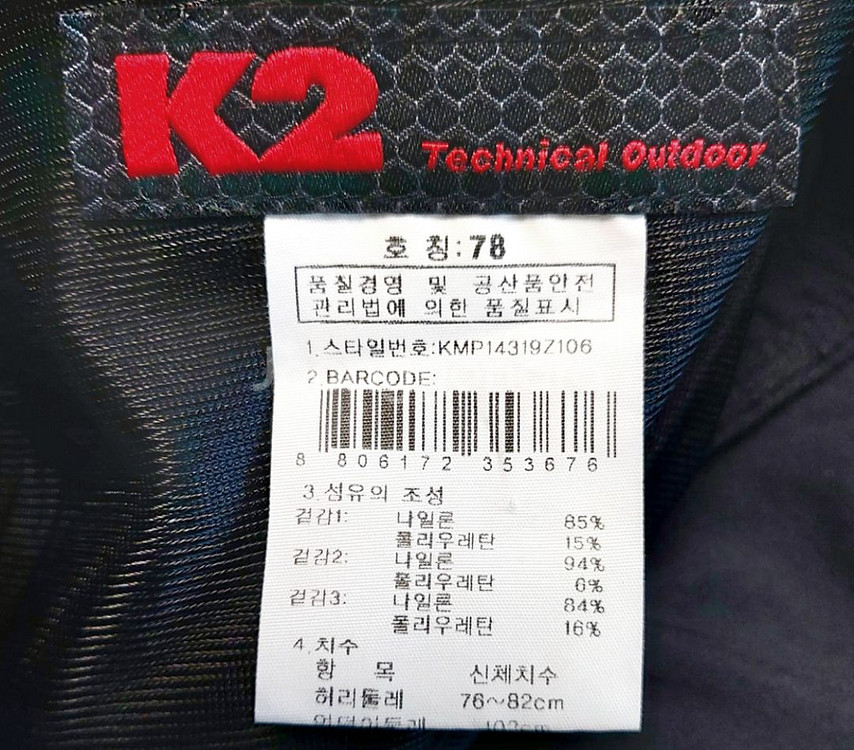 K2
Technical Outdoor
호 칭:78
품질경영 및 공산품안전
관리법에 의한 품질표시
1.스타일번호:KMP14319Z106
2.BARCODE:
8 806172 353676
3.섬유의 조성
겉감1: 나일론 85%
폴리우레탄 15%
겉감2: 나일론 94%
폴리우레탄 6%
겉감3: 나일론 84%
폴리우레탄 16%
4.치수
항 목 신체치수
허리둘레 76~82cm